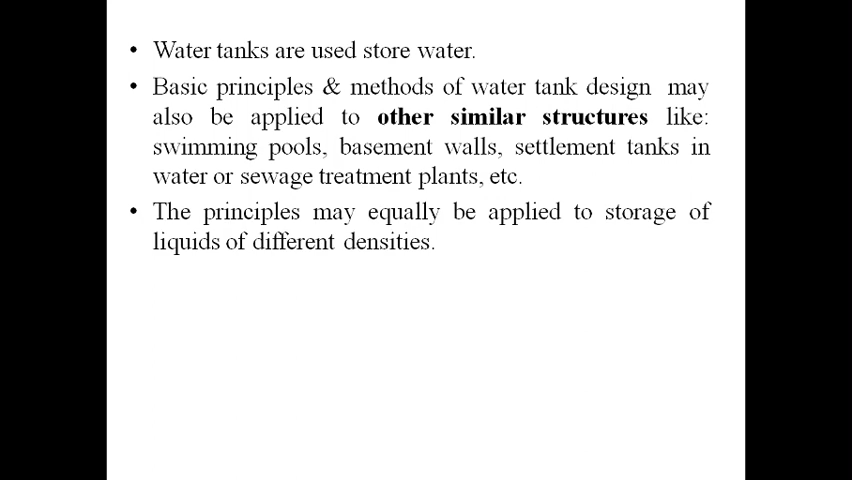 • Water tanks are used store water.
• Basic principles & methods of water tank design may
also be applied to other similar structures like:
swimming pools, basement walls, settlement tanks in
water or sewage treatment plants, etc.
• The principles may equally be applied to storage of
liquids of different densities.